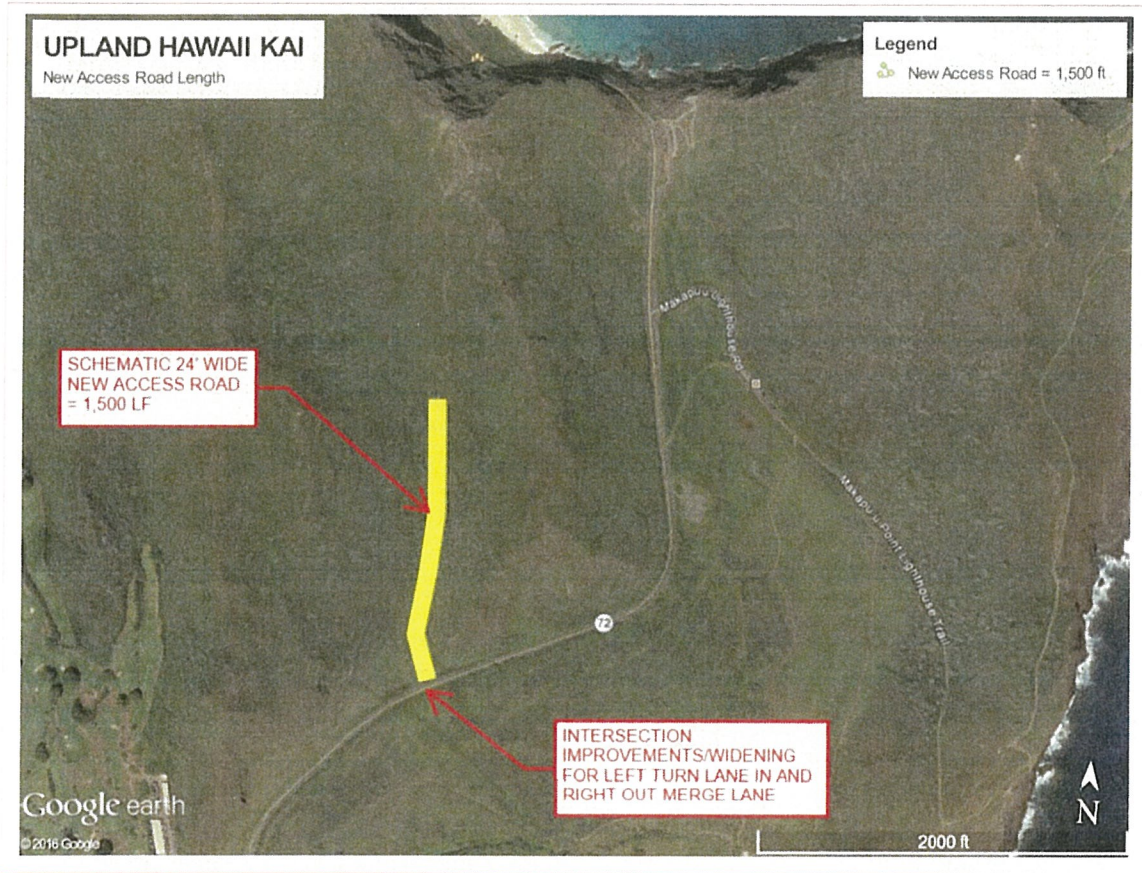 UPLAND HAWAII KAI
New Access Road Length
Legend
New Access Road = 1,500 ft
Makapuu Lighthouse Rd
SCHEMATIC 24' WIDE
NEW ACCESS ROAD
= 1,500 LF
Makapu'u Point Lighthouse Trail
72
INTERSECTION
IMPROVEMENTS/WIDENING
FOR LEFT TURN LANE IN AND
RIGHT OUT MERGE LANE
N
Google earth
© 2016 Google
2000 ft